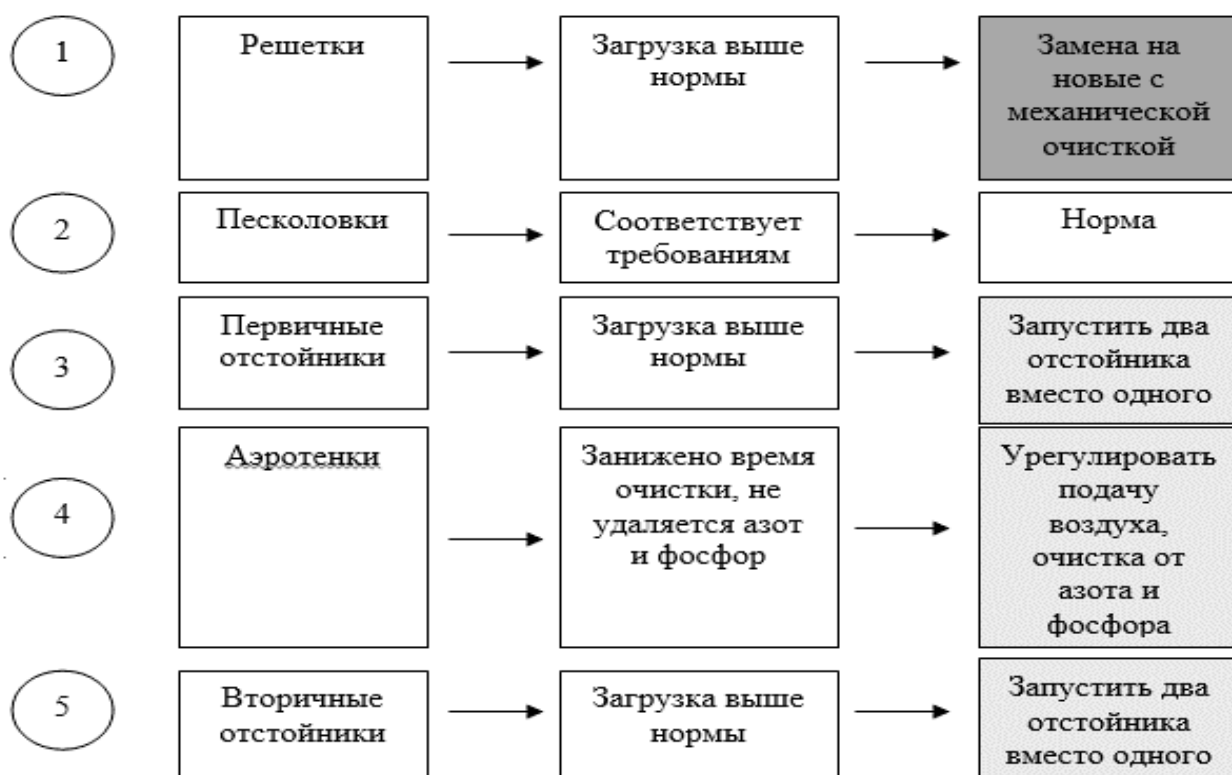 1
Решетки
Загрузка выше
нормы
Замена на
новые с
механической
очисткой
2
Песколовки
Соответствует
требованиям
Норма
3
Первичные
отстойники
Загрузка выше
нормы
Запустить два
отстойника
вместо одного
4
Аэротенки
Занижено время
очистки, не
удаляется азот
и фосфор
Урегулировать
подачу
воздуха,
очистка от
азота и
фосфора
5
Вторичные
отстойники
Загрузка выше
нормы
Запустить два
отстойника
вместо одного